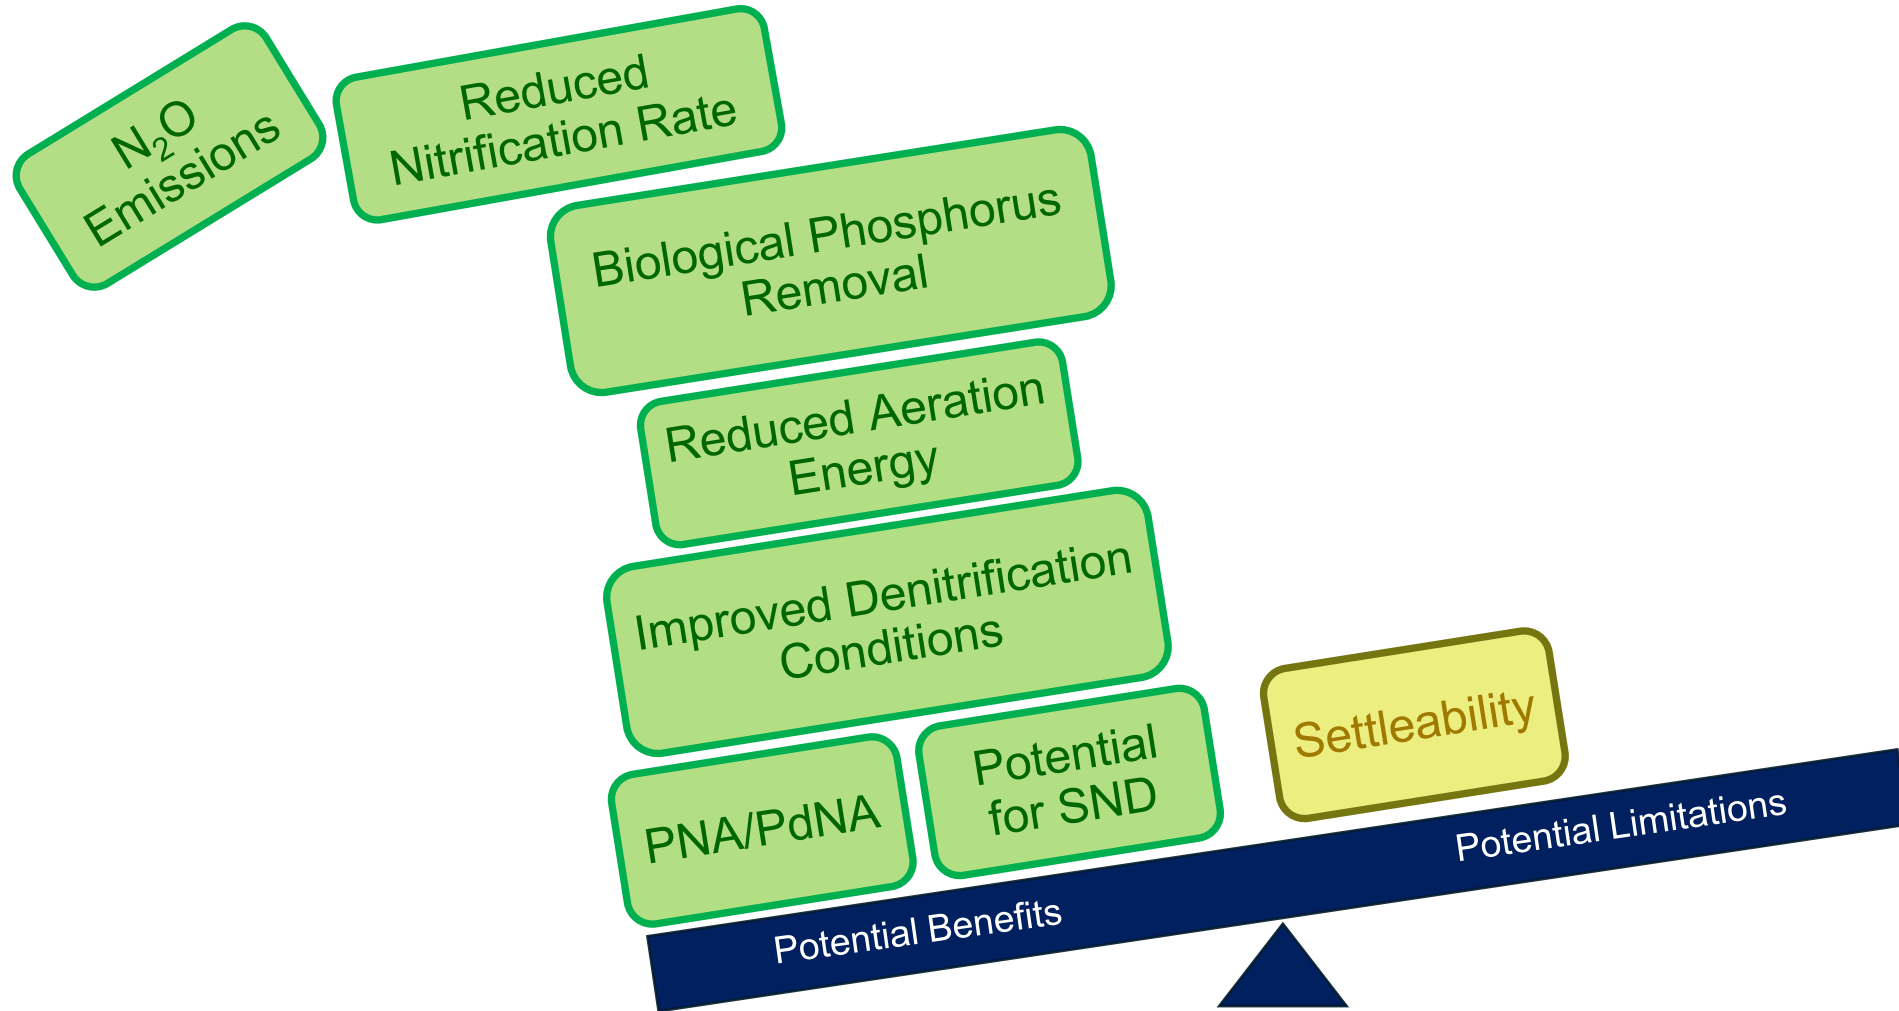 N₂O
Emissions
Reduced
Nitrification Rate
Biological Phosphorus
Removal
Reduced Aeration
Energy
Improved Denitrification
Conditions
PNA/PdNA
Potential
for SND
Settleability
Potential Benefits
Potential Limitations